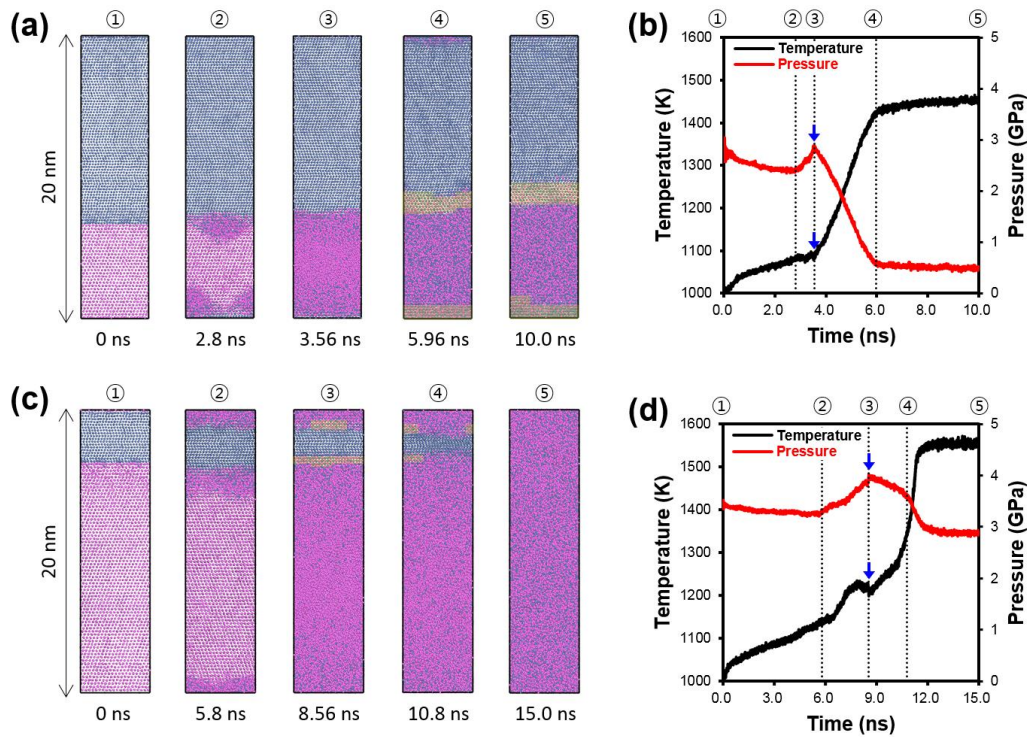 (a)
① ② ③ ④ ⑤
20 nm
0 ns 2.8 ns 3.56 ns 5.96 ns 10.0 ns
(b)
① ② ③ ④ ⑤
Temperature
Pressure
Temperature (K)
1600
1500
1400
1300
1200
1100
1000
Pressure (GPa)
5
4
3
2
1
0
0.0 2.0 4.0 6.0 8.0 10.0
Time (ns)
(c)
① ② ③ ④ ⑤
20 nm
0 ns 5.8 ns 8.56 ns 10.8 ns 15.0 ns
(d)
① ② ③ ④ ⑤
Temperature
Pressure
Temperature (K)
1600
1500
1400
1300
1200
1100
1000
Pressure (GPa)
5
4
3
2
1
0
0.0 3.0 6.0 9.0 12.0 15.0
Time (ns)